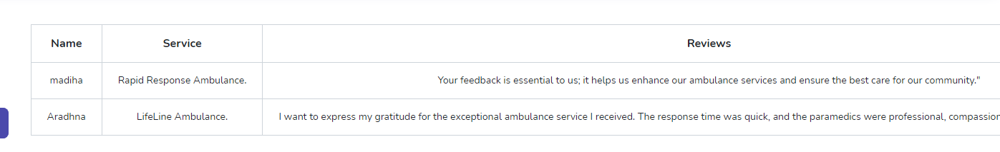 Name Service Reviews
madiha Rapid Response Ambulance. Your feedback is essential to us; it helps us enhance our ambulance services and ensure the best care for our community."
Aradhna LifeLine Ambulance. I want to express my gratitude for the exceptional ambulance service I received. The response time was quick, and the paramedics were professional,